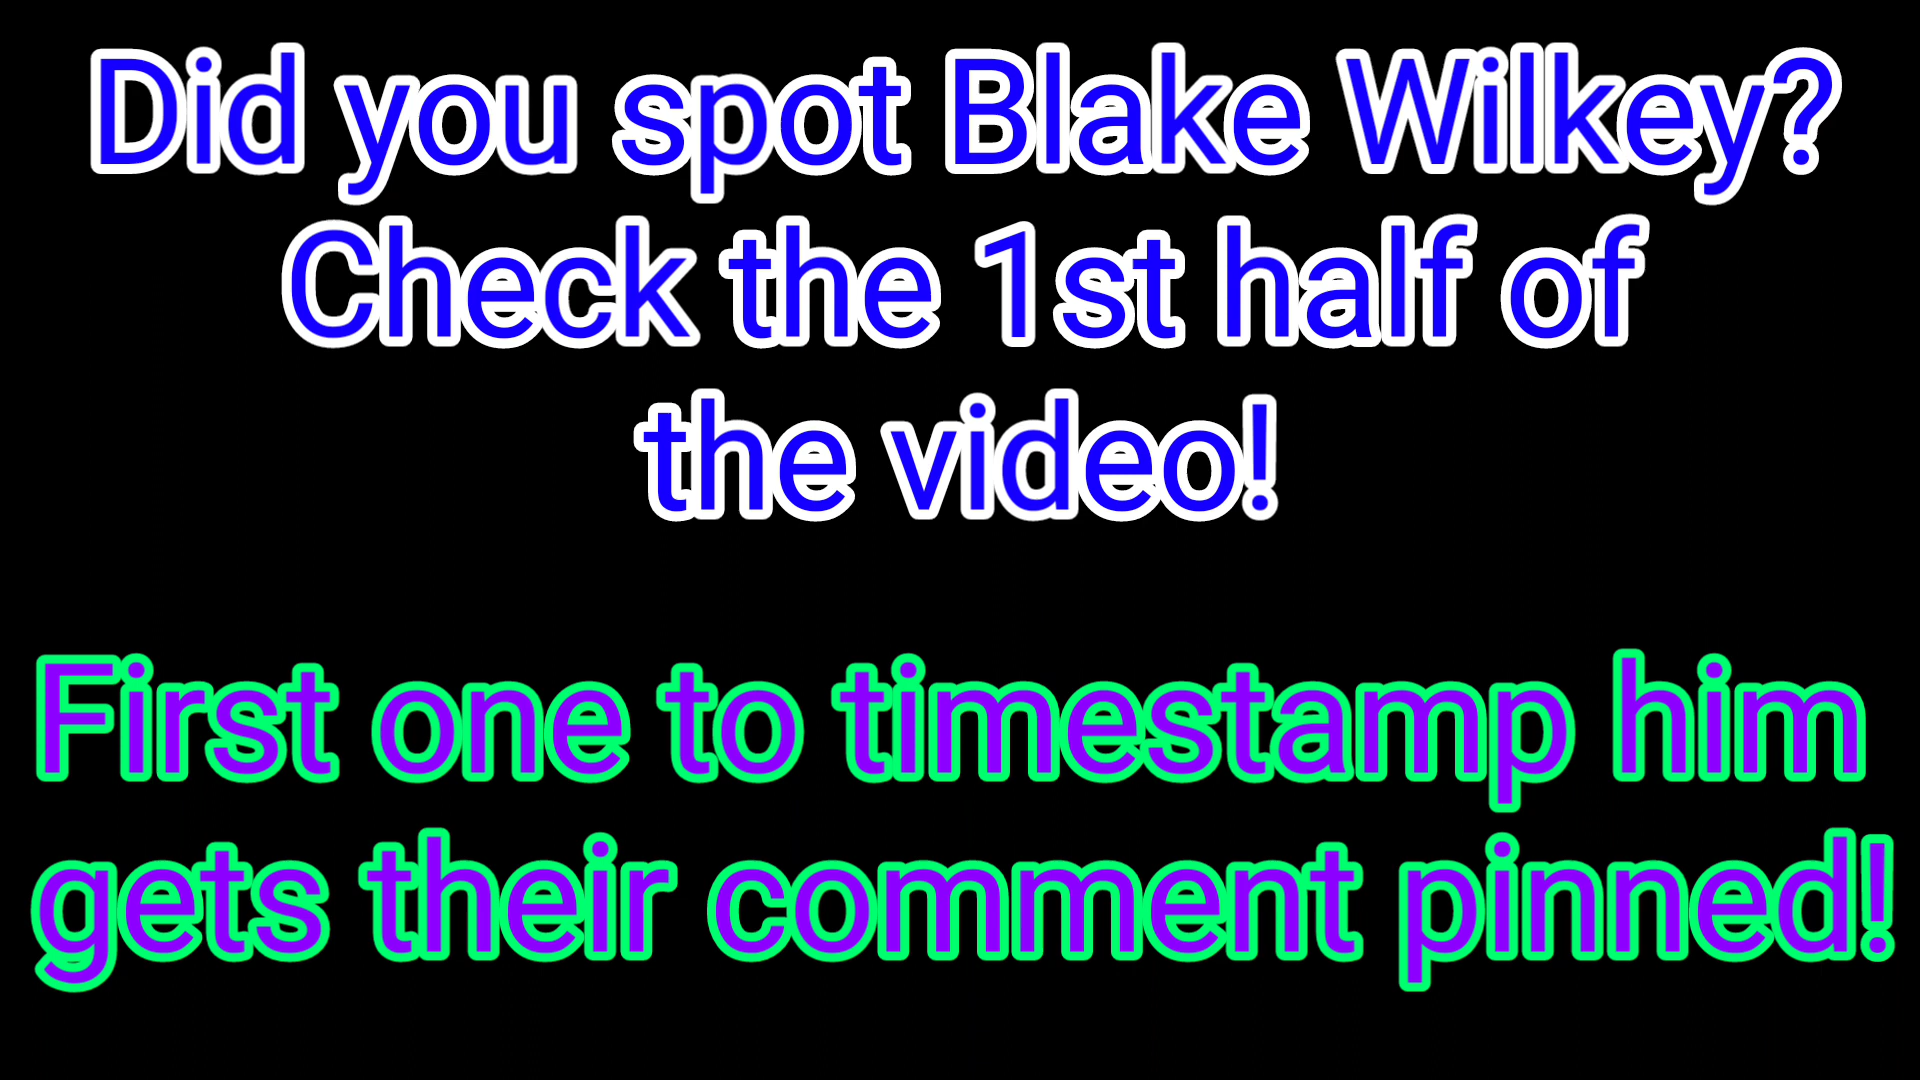 Did you spot Blake Wilkey?
Check the 1st half of
the video!
First one to timestamp him
gets their comment pinned!